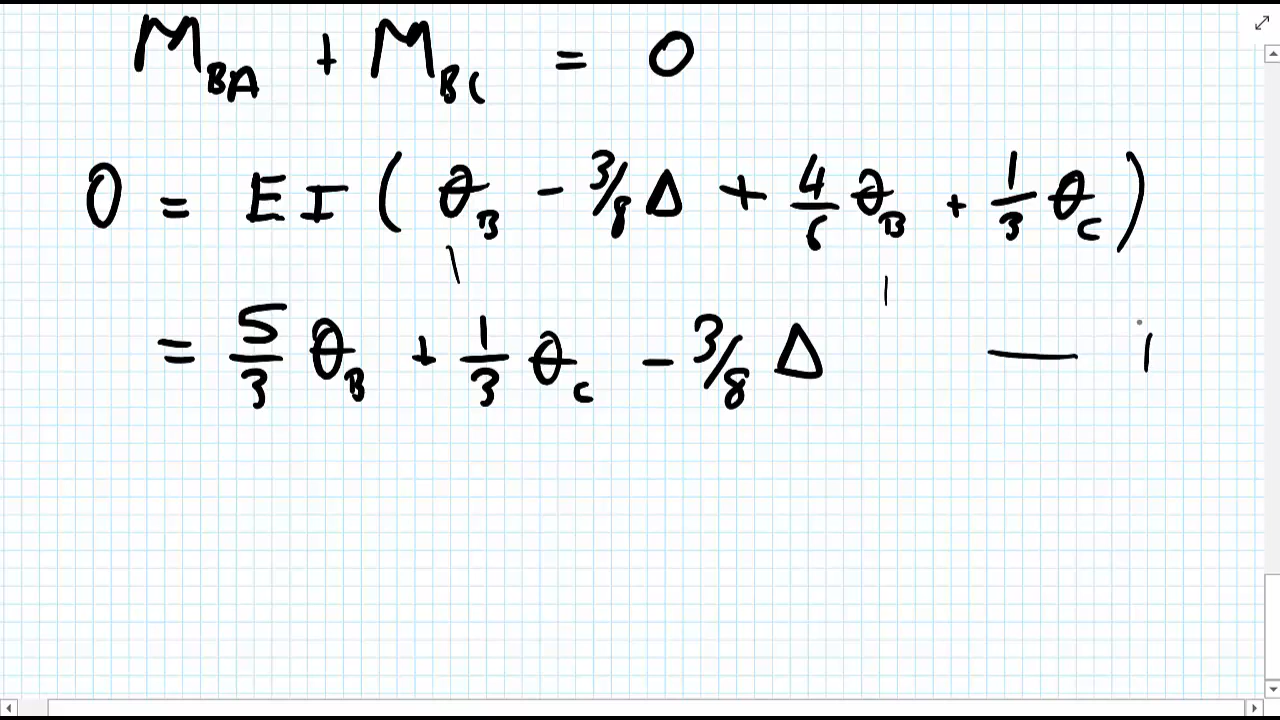 M_BA + M_BC = 0
0 = EI ( θ_B - 3/8 Δ + 4/6 θ_B + 1/3 θ_C )
= 5/3 θ_B + 1/3 θ_C - 3/8 Δ — 1